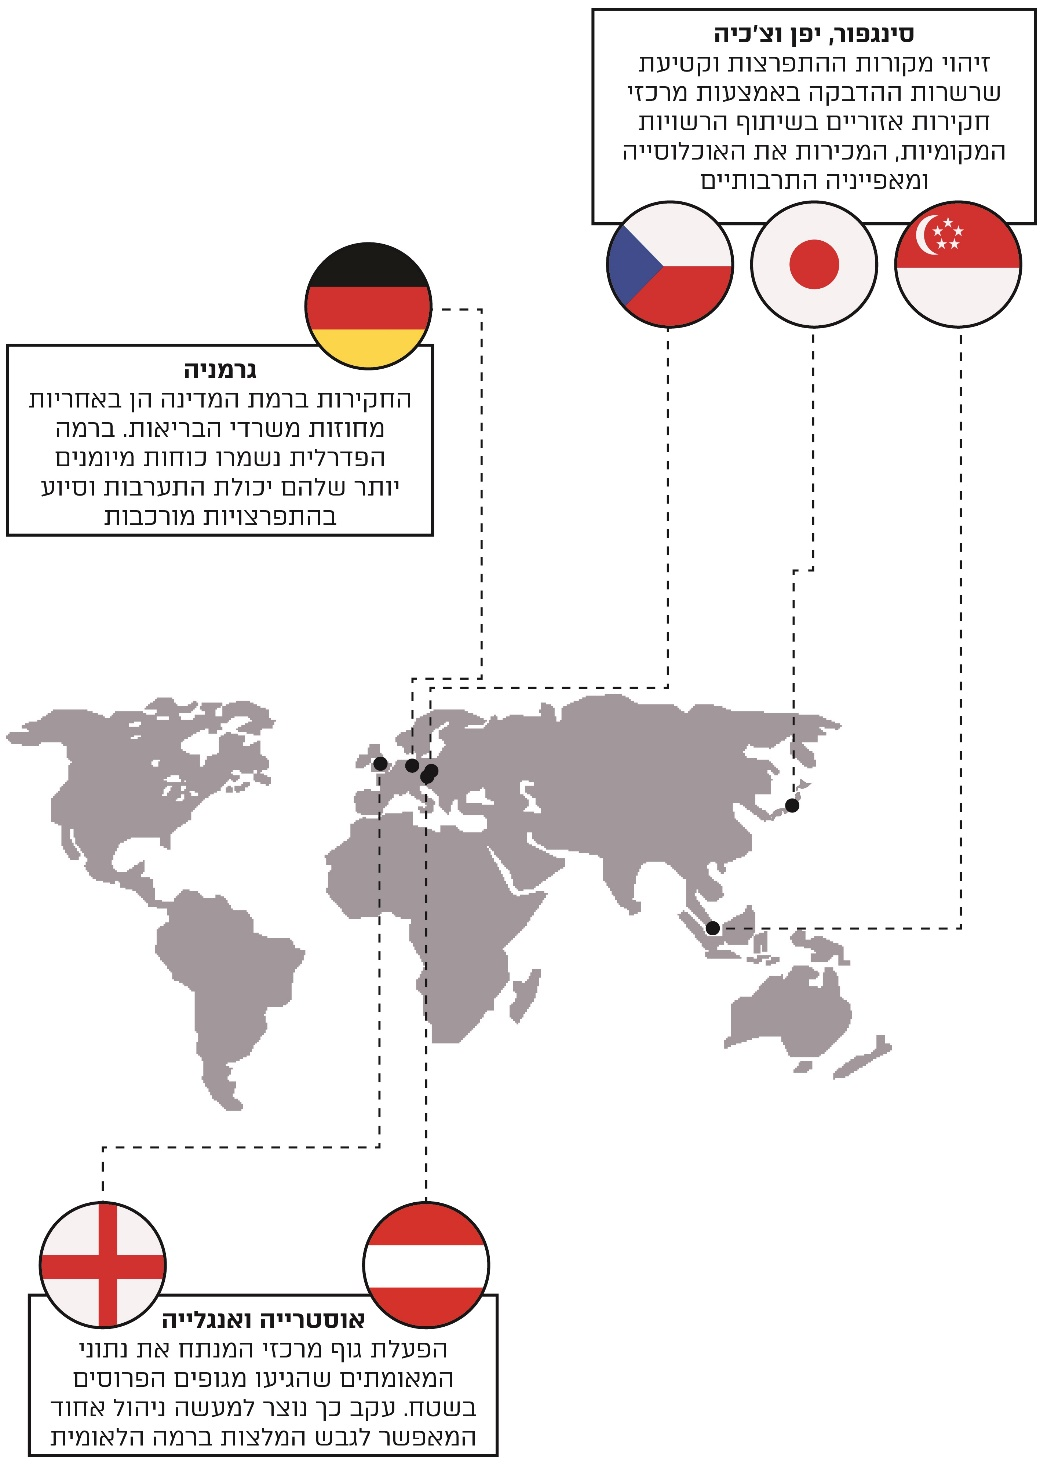 סינגפור, יפן וצ'כיה
זיהוי מקורות ההתפרצות וקטיעת
שרשרות ההדבקה באמצעות מרכזי
חקירות אזוריים בשיתוף הרשויות
המקומיות, המכירות את האוכלוסייה
ומאפייניה התרבותיים
גרמניה
החקירות ברמת המדינה הן באחריות
מחוזות משרדי הבריאות. ברמה
הפדרלית נשמרו כוחות מיומנים
יותר שלהם יכולת התערבות וסיוע
בהתפרצויות מורכבות
אוסטרייה ואנגלייה
הפעלת גוף מרכזי המנתח את נתוני
המאומתים שהגיעו מגופים הפרוסים
בשטח. עקב כך נוצר למעשה ניהול אחוד
המאפשר לגבש המלצות ברמה הלאומית